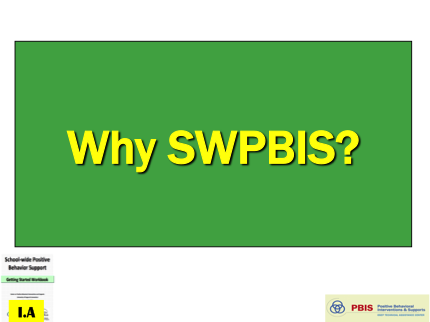 Why SWPBIS?
School-wide Positive
Behavior Support
Getting Started Workbook
I.A
PBIS
Positive Behavioral
Interventions & Supports